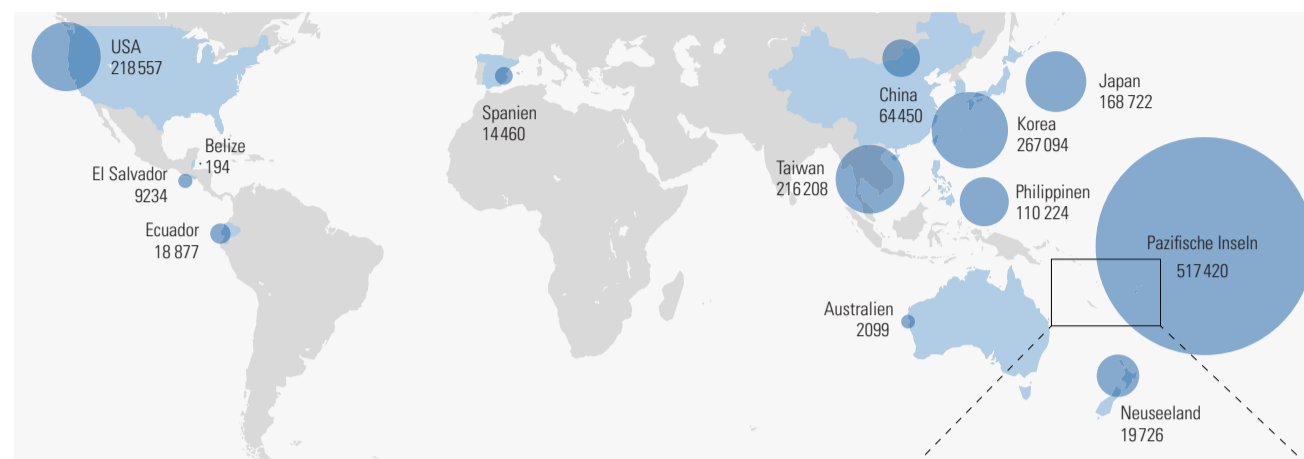 USA
218 557
Belize
194
El Salvador
9234
Ecuador
18 877
Spanien
14 460
China
64 450
Japan
168 722
Korea
267 094
Taiwan
216 208
Philippinen
110 224
Pazifische Inseln
517 420
Australien
2099
Neuseeland
19 726